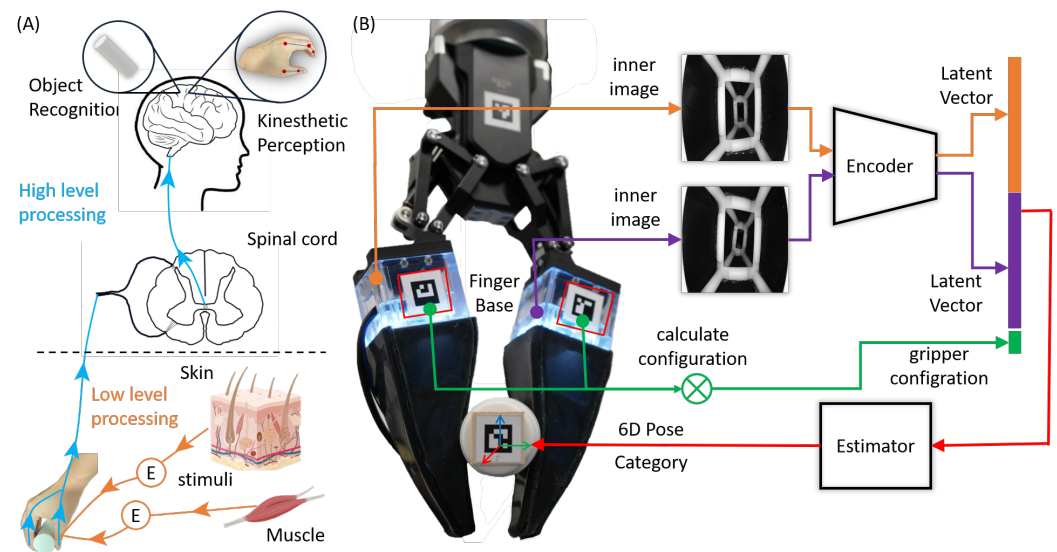 (A)
Object
Recognition
Kinesthetic
Perception
High level
processing
Spinal cord
Skin
Low level
processing
E
stimuli
E
Muscle
(B)
inner
image
inner
image
Encoder
Latent
Vector
Latent
Vector
Finger
Base
calculate
configuration
gripper
configration
6D Pose
Category
Estimator